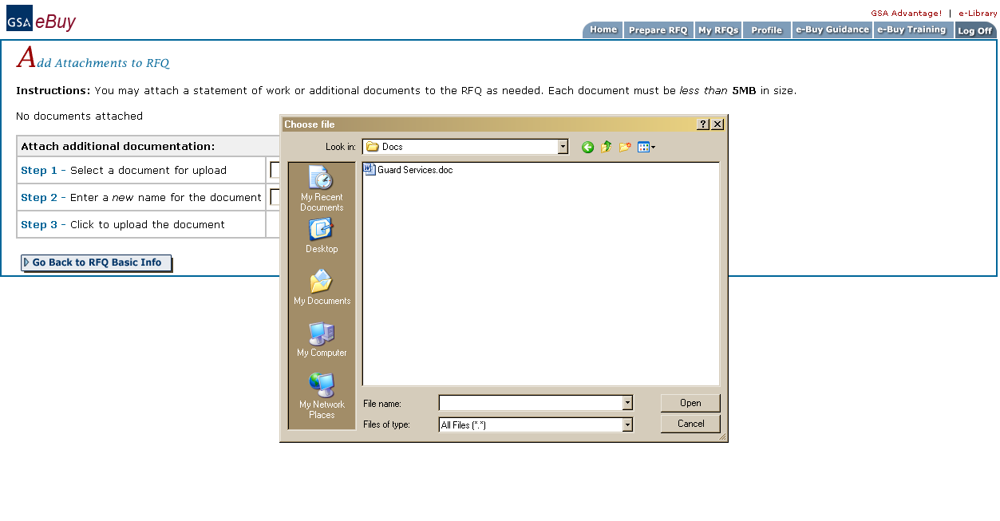 GSA eBuy
GSA Advantage! | e-Library
Home Prepare RFQ My RFQs Profile e-Buy Guidance e-Buy Training Log Off
Add Attachments to RFQ
Instructions: You may attach a statement of work or additional documents to the RFQ as needed. Each document must be less than 5MB in size.
No documents attached
Attach additional documentation:
Step 1 - Select a document for upload
Step 2 - Enter a new name for the document
Step 3 - Click to upload the document
Go Back to RFQ Basic Info
Choose file
Look in: Docs
My Recent
Documents
Desktop
My Documents
My Computer
My Network
Places
Guard Services.doc
File name:
Open
Files of type: All Files (*.*)
Cancel